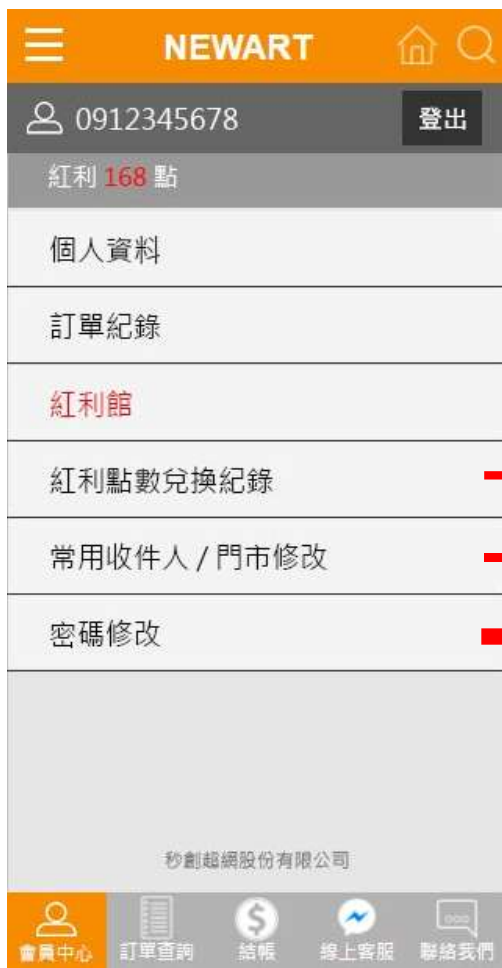 NEWART
0912345678 登出
紅利 168 點
個人資料
訂單紀錄
紅利館
紅利點數兌換紀錄
常用收件人 / 門市修改
密碼修改
秒創超網股份有限公司
會員中心 訂單查詢 結帳 線上客服 聯絡我們